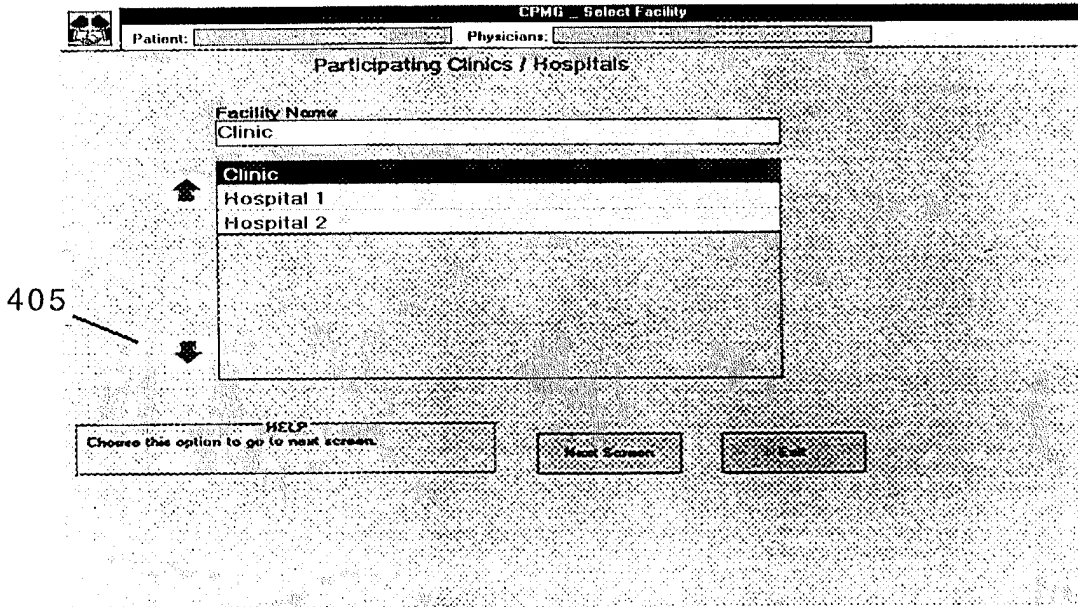 CPMG _ Select Facility
Patient: Physicians:
Participating Clinics / Hospitals
Facility Name
Clinic
Clinic
Hospital 1
Hospital 2
405
HELP
Choose this option to go to next screen.
Next Screen Exit